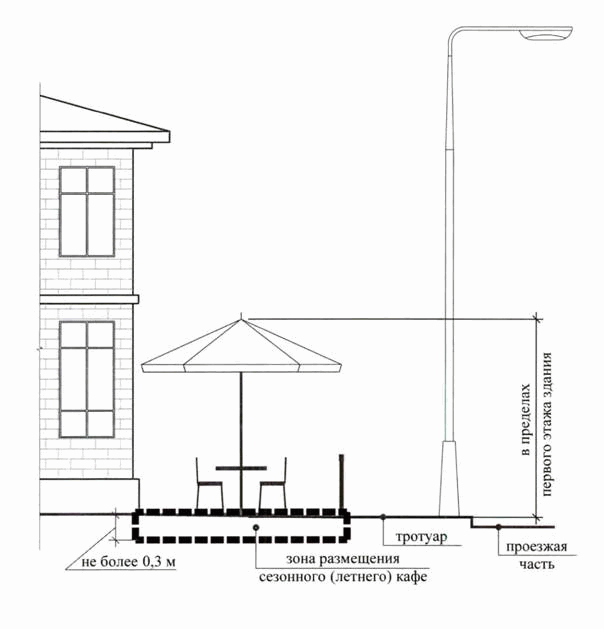 в пределах
первого этажа здания
тротуар
проезжая
часть
не более 0,3 м
зона размещения
сезонного (летнего) кафе